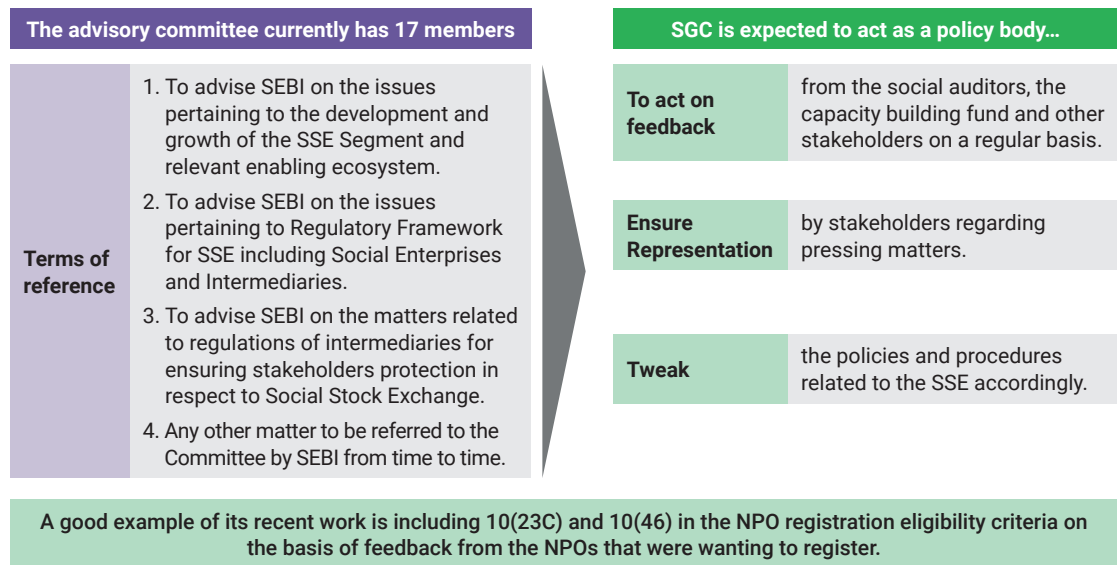 The advisory committee currently has 17 members
Terms of
reference
1. To advise SEBI on the issues
pertaining to the development and
growth of the SSE Segment and
relevant enabling ecosystem.
2. To advise SEBI on the issues
pertaining to Regulatory Framework
for SSE including Social Enterprises
and Intermediaries.
3. To advise SEBI on the matters related
to regulations of intermediaries for
ensuring stakeholders protection in
respect to Social Stock Exchange.
4. Any other matter to be referred to the
Committee by SEBI from time to time.
SGC is expected to act as a policy body…
To act on
feedback
from the social auditors, the
capacity building fund and other
stakeholders on a regular basis.
Ensure
Representation
by stakeholders regarding
pressing matters.
Tweak
the policies and procedures
related to the SSE accordingly.
A good example of its recent work is including 10(23C) and 10(46) in the NPO registration eligibility criteria on
the basis of feedback from the NPOs that were wanting to register.